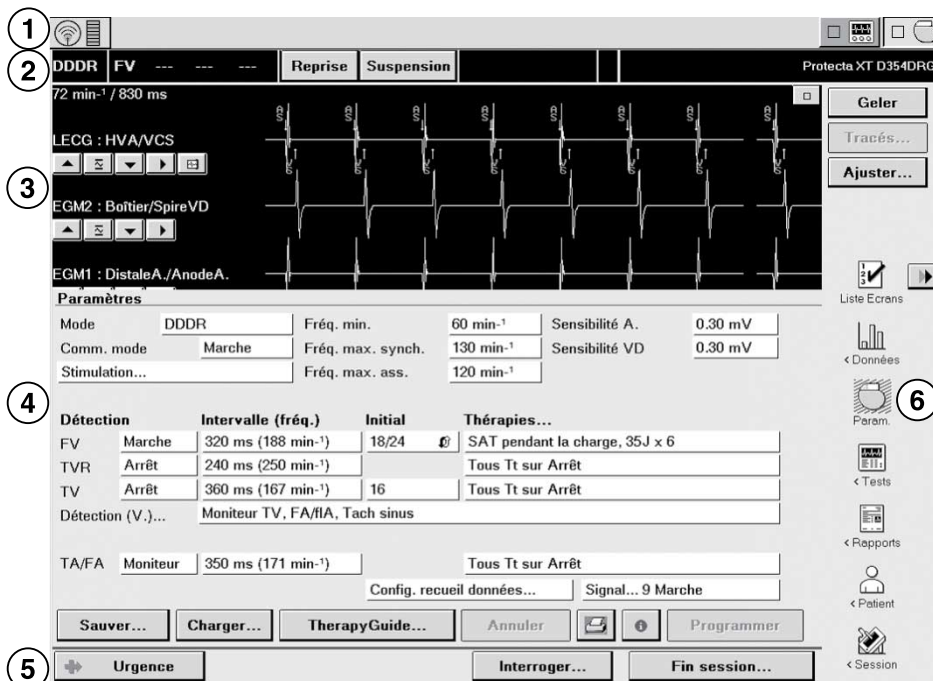 1
2
DDDR FV --- --- --- Reprise Suspension Protecta XT D354DRG
72 min-¹ / 830 ms
Geler
LECG : HVA/VCS
Tracés...
Ajuster...
3
EGM2 : Boîtier/SpireVD
EGM1 : DistaleA./AnodeA.
Liste Ecrans
Paramètres
Mode DDDR Fréq. min. 60 min-¹ Sensibilité A. 0.30 mV
Comm. mode Marche Fréq. max. synch. 130 min-¹ Sensibilité VD 0.30 mV
Stimulation... Fréq. max. ass. 120 min-¹
< Données
4
6
Param.
Détection Intervalle (fréq.) Initial Thérapies...
FV Marche 320 ms (188 min-¹) 18/24 SAT pendant la charge, 35J x 6
TVR Arrêt 240 ms (250 min-¹) Tous Tt sur Arrêt
TV Arrêt 360 ms (167 min-¹) 16 Tous Tt sur Arrêt
< Tests
Détection (V.)... Moniteur TV, FA/flA, Tach sinus
< Rapports
TA/FA Moniteur 350 ms (171 min-¹) Tous Tt sur Arrêt
Config. recueil données... Signal... 9 Marche
< Patient
Sauver... Charger... TherapyGuide... Annuler Programmer
5
Urgence Interroger... Fin session...
< Session